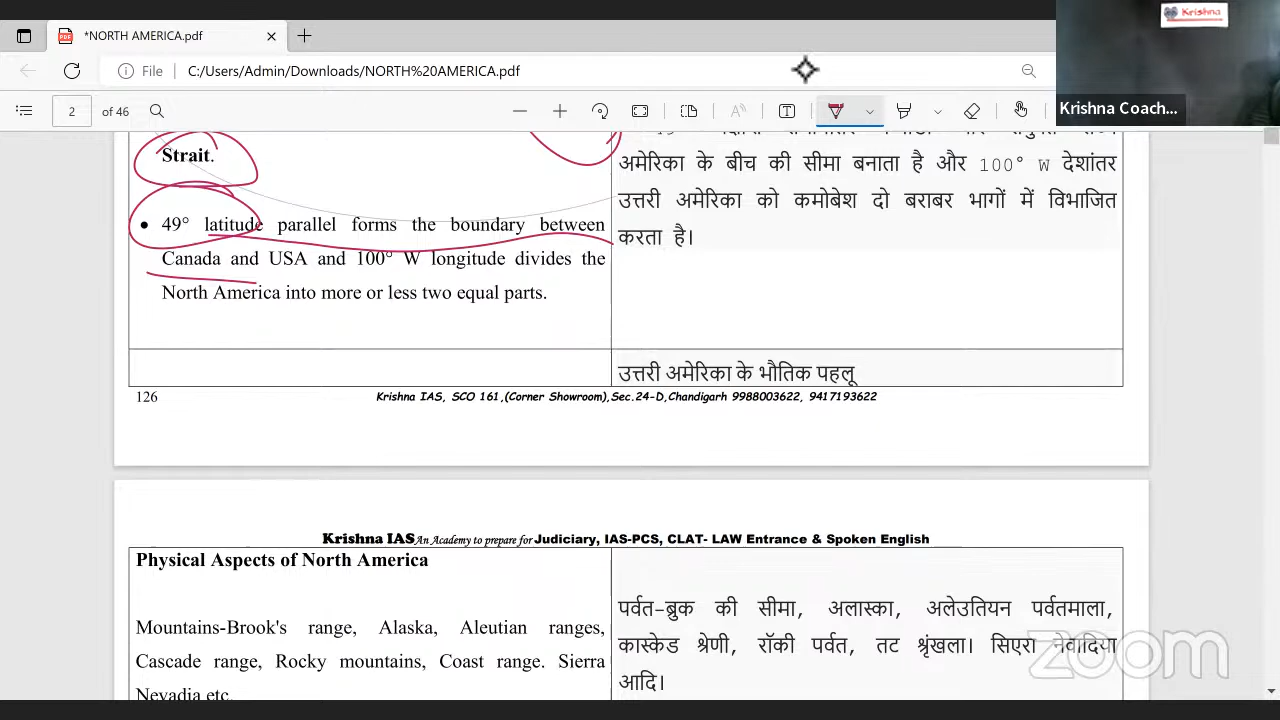 *NORTH AMERICA.pdf
File
C:/Users/Admin/Downloads/NORTH%20AMERICA.pdf
Krishna
Krishna Coach...
2 of 46
Strait.
• 49° latitude parallel forms the boundary between
Canada and USA and 100° W longitude divides the
North America into more or less two equal parts.
अमेरिका के बीच की सीमा बनाता है और 100° W देशांतर
उत्तरी अमेरिका को कमोबेश दो बराबर भागों में विभाजित
करता है।
उत्तरी अमेरिका के भौतिक पहलू
126
Krishna IAS, SCO 161,(Corner Showroom),Sec.24-D,Chandigarh 9988003622, 9417193622
Krishna IAS An Academy to prepare for Judiciary, IAS-PCS, CLAT- LAW Entrance & Spoken English
Physical Aspects of North America
Mountains-Brook's range, Alaska, Aleutian ranges,
Cascade range, Rocky mountains, Coast range. Sierra
Nevadia etc.
पर्वत-ब्रुक की सीमा, अलास्का, अलेउतियन पर्वतमाला,
कास्केड श्रेणी, रॉकी पर्वत, तट श्रृंखला। सिएरा नेवादिया
आदि।
zoom